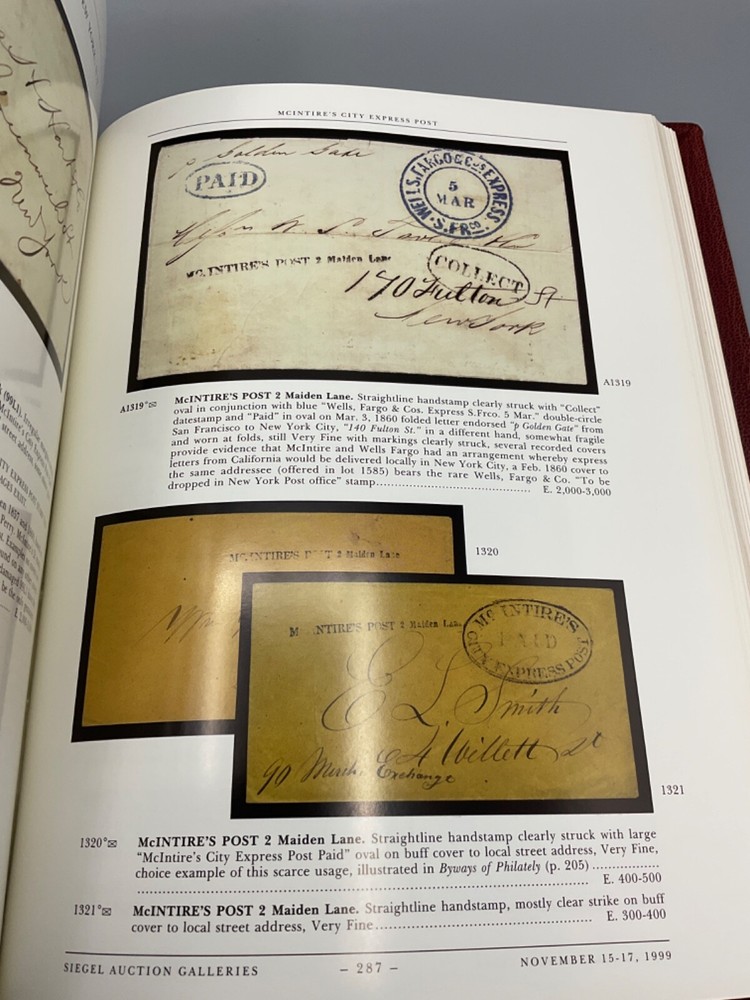 McINTIRE'S CITY EXPRESS POST
p Golden Gate
PAID
WELLS, FARGO & Cos. EXPRESS
5
MAR
S. FRco.
McINTIRE'S POST 2 Maiden Lane
COLLECT
190 Fulton St
New York
A1319
A1319°✉ McINTIRE'S POST 2 Maiden Lane. Straightline handstamp clearly struck with "Collect"
oval in conjunction with blue "Wells, Fargo & Cos. Express S.Frco. 5 Mar." double-circle
datestamp and "Paid" in oval on Mar. 3, 1860 folded letter endorsed "p Golden Gate" from
San Francisco to New York City, "140 Fulton St." in a different hand, somewhat fragile
and worn at folds, still Very Fine with markings clearly struck, several recorded covers
provide evidence that McIntire and Wells Fargo had an arrangement whereby express
letters from California would be delivered locally in New York City, a Feb. 1860 cover to
the same addressee (offered in lot 1585) bears the rare Wells, Fargo & Co. "To be
dropped in New York Post office" stamp........................................ E. 2,000-3,000
McINTIRE'S POST 2 Maiden Lane
1320
McINTIRE'S POST 2 Maiden Lane
McINTIRE'S
PAID
CITY EXPRESS POST
E L Smith
64 Willett St
90 Merch. Exchange
1321
1320°✉ McINTIRE'S POST 2 Maiden Lane. Straightline handstamp clearly struck with large
"McIntire's City Express Post Paid" oval on buff cover to local street address, Very Fine,
choice example of this scarce usage, illustrated in Byways of Philately (p. 205) ..................
........................................ E. 400-500
1321°✉ McINTIRE'S POST 2 Maiden Lane. Straightline handstamp, mostly clear strike on buff
cover to local street address, Very Fine........................................ E. 300-400
SIEGEL AUCTION GALLERIES
– 287 –
NOVEMBER 15-17, 1999